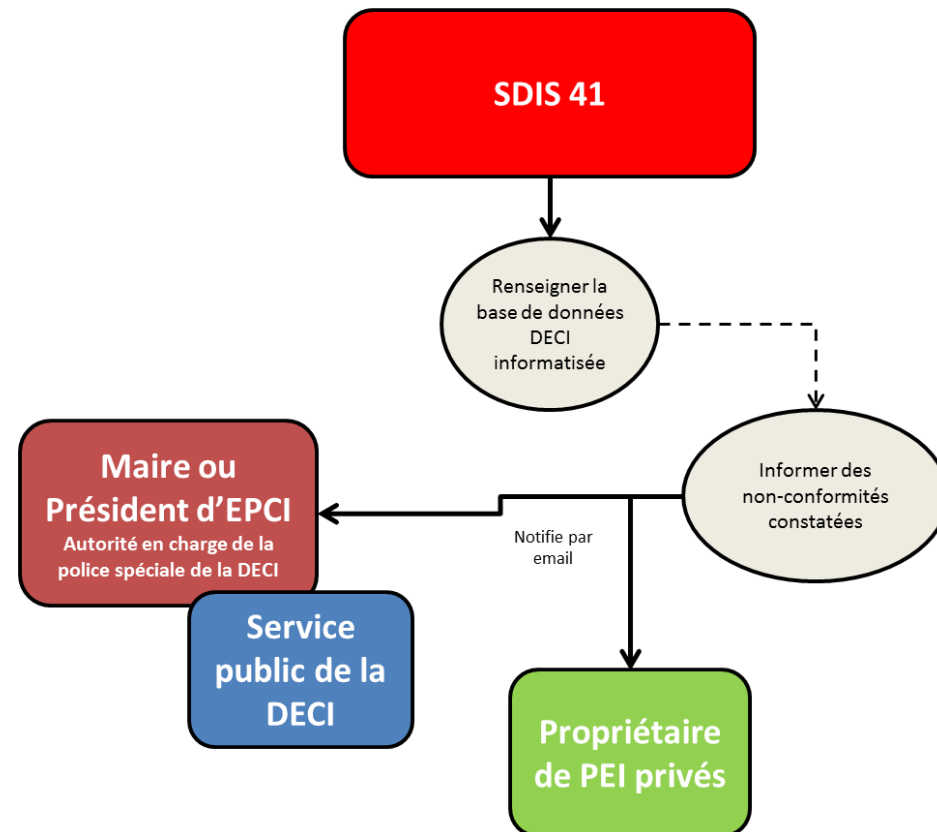 SDIS 41
Renseigner la
base de données
DECI
informatisée
Maire ou
Président d’EPCI
Autorité en charge de la
police spéciale de la DECI
Informer des
non-conformités
constatées
Notifie par
email
Service
public de la
DECI
Propriétaire
de PEI privés